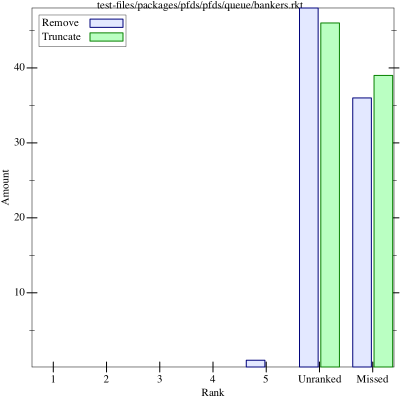 test-files/packages/pfds/pfds/queue/bankers.rkt
Remove
Truncate
40
30
20
10
Amount
1 2 3 4 5 Unranked Missed
Rank